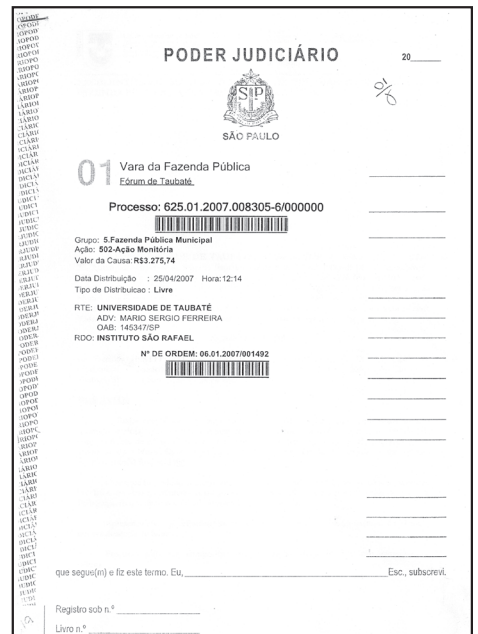 PODER JUDICIÁRIO
20
SP
SÃO PAULO
01 Vara da Fazenda Pública
Fórum de Taubaté
Processo: 625.01.2007.008305-6/000000
Grupo: 5.Fazenda Pública Municipal
Ação: 502-Ação Monitória
Valor da Causa: R$3.275,74
Data Distribuição : 25/04/2007 Hora:12:14
Tipo de Distribuicao : Livre
RTE: UNIVERSIDADE DE TAUBATÉ
ADV: MARIO SERGIO FERREIRA
OAB: 145347/SP
RDO: INSTITUTO SÃO RAFAEL
Nº DE ORDEM: 06.01.2007/001492
que segue(m) e fiz este termo. Eu, Esc., subscrevi.
Registro sob n.º
Livro n.º